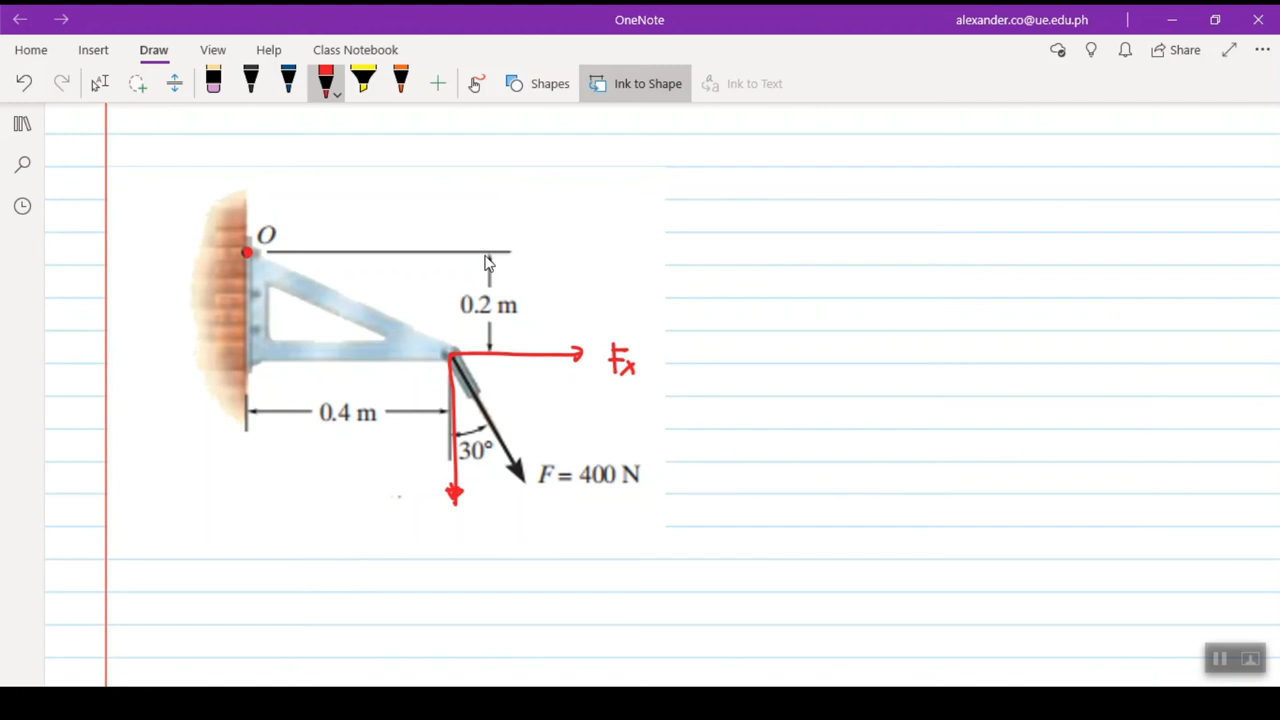 OneNote
alexander.co@ue.edu.ph
Home Insert Draw View Help Class Notebook
Share
Shapes Ink to Shape Ink to Text
O
0.2 m
Fx
0.4 m
30°
F = 400 N